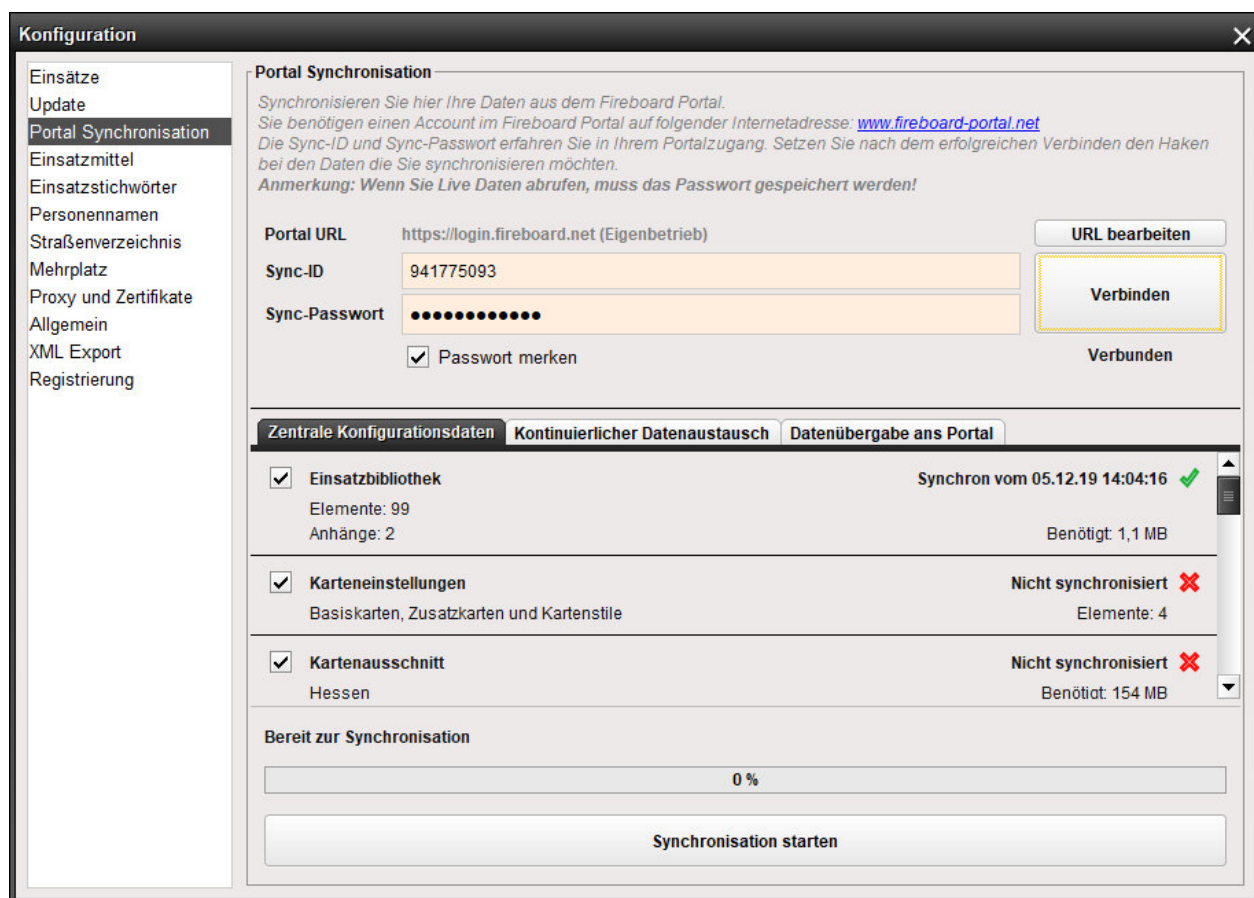 Konfiguration
Einsätze
Update
Portal Synchronisation
Einsatzmittel
Einsatzstichwörter
Personennamen
Straßenverzeichnis
Mehrplatz
Proxy und Zertifikate
Allgemein
XML Export
Registrierung
Portal Synchronisation
Synchronisieren Sie hier Ihre Daten aus dem Fireboard Portal.
Sie benötigen einen Account im Fireboard Portal auf folgender Internetadresse: www.fireboard-portal.net
Die Sync-ID und Sync-Passwort erfahren Sie in Ihrem Portalzugang. Setzen Sie nach dem erfolgreichen Verbinden den Haken
bei den Daten die Sie synchronisieren möchten.
Anmerkung: Wenn Sie Live Daten abrufen, muss das Passwort gespeichert werden!
Portal URL https://login.fireboard.net (Eigenbetrieb) URL bearbeiten
Sync-ID 941775093
Verbinden
Sync-Passwort ●●●●●●●●●●●●
Passwort merken Verbunden
Zentrale Konfigurationsdaten Kontinuierlicher Datenaustausch Datenübergabe ans Portal
Einsatzbibliothek Synchron vom 05.12.19 14:04:16
Elemente: 99
Anhänge: 2 Benötigt: 1,1 MB
Karteneinstellungen Nicht synchronisiert
Basiskarten, Zusatzkarten und Kartenstile Elemente: 4
Kartenausschnitt Nicht synchronisiert
Hessen Benötigt: 154 MB
Bereit zur Synchronisation
0 %
Synchronisation starten